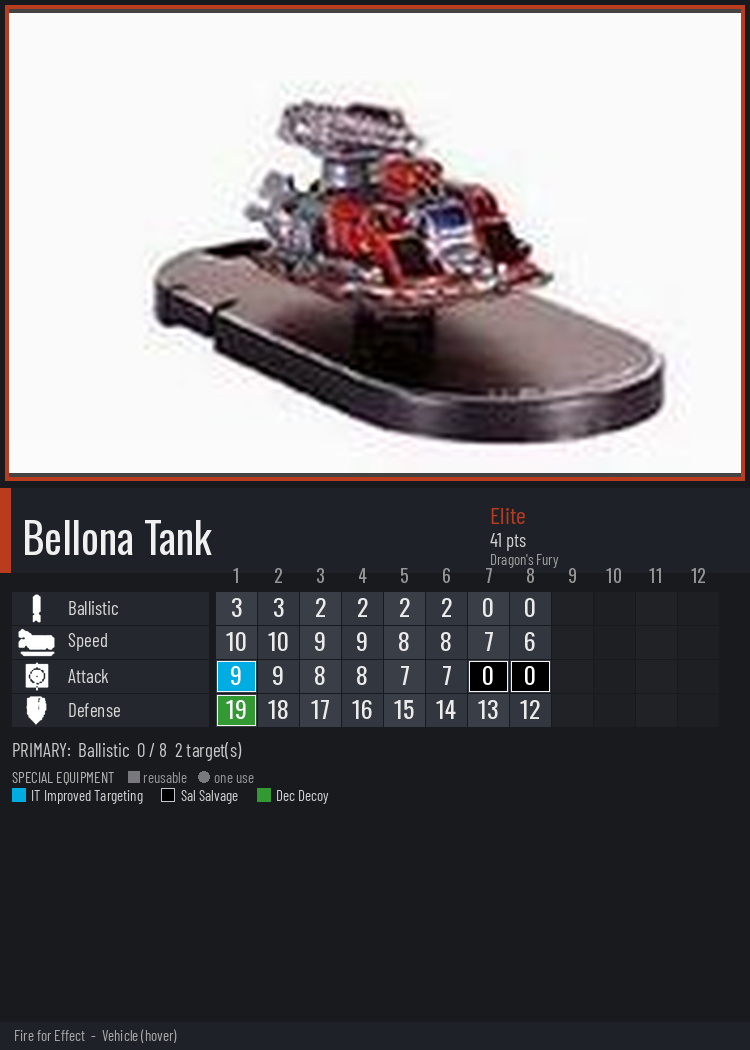 Bellona Tank
Elite
41 pts
Dragon's Fury
1 2 3 4 5 6 7 8 9 10 11 12
Ballistic 3 3 2 2 2 2 0 0
Speed 10 10 9 9 8 8 7 6
Attack 9 9 8 8 7 7 0 0
Defense 19 18 17 16 15 14 13 12
PRIMARY: Ballistic 0 / 8 2 target(s)
SPECIAL EQUIPMENT reusable one use
IT Improved Targeting Sal Salvage Dec Decoy
Fire for Effect - Vehicle (hover)